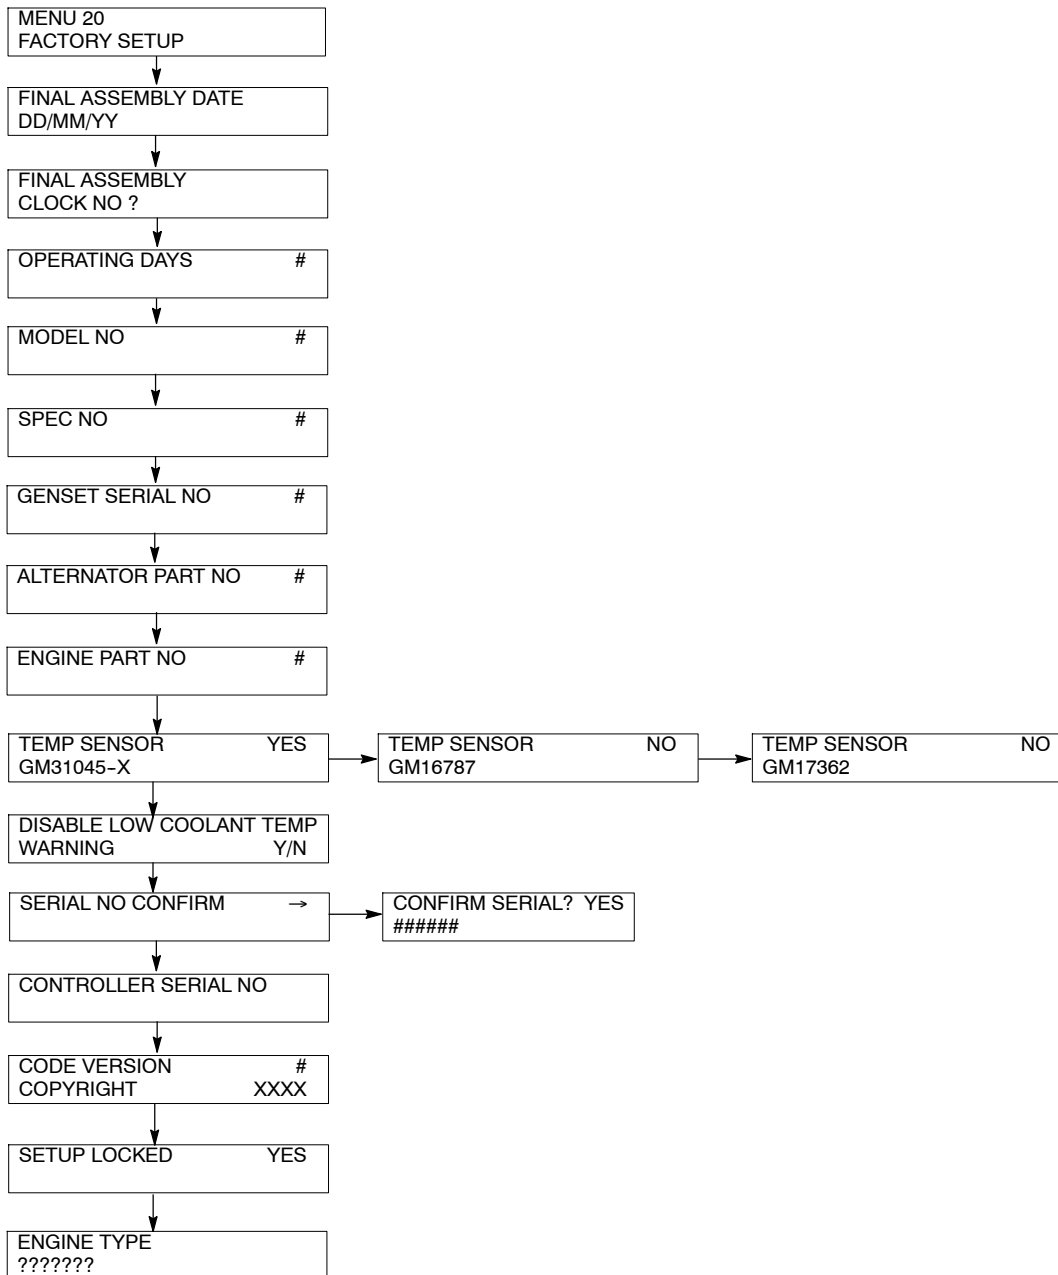 MENU 20
FACTORY SETUP
FINAL ASSEMBLY DATE
DD/MM/YY
FINAL ASSEMBLY
CLOCK NO ?
OPERATING DAYS #
MODEL NO #
SPEC NO #
GENSET SERIAL NO #
ALTERNATOR PART NO #
ENGINE PART NO #
TEMP SENSOR YES
GM31045-X
TEMP SENSOR NO
GM16787
TEMP SENSOR NO
GM17362
DISABLE LOW COOLANT TEMP
WARNING Y/N
SERIAL NO CONFIRM →
CONFIRM SERIAL? YES
######
CONTROLLER SERIAL NO
CODE VERSION #
COPYRIGHT XXXX
SETUP LOCKED YES
ENGINE TYPE
???????